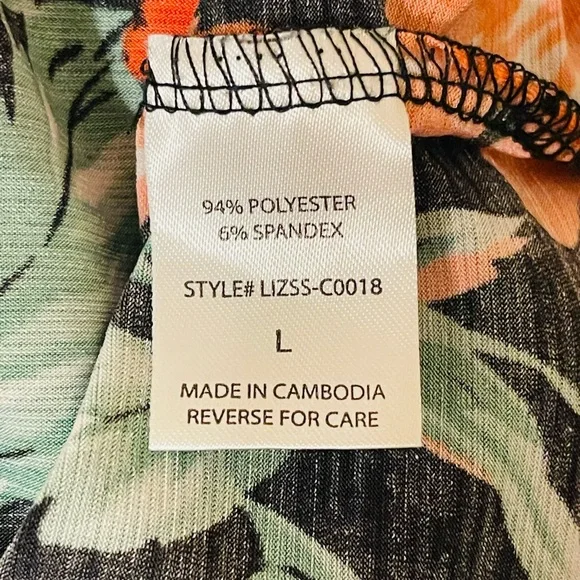 94% POLYESTER
6% SPANDEX
STYLE# LIZSS-C0018
L
MADE IN CAMBODIA
REVERSE FOR CARE